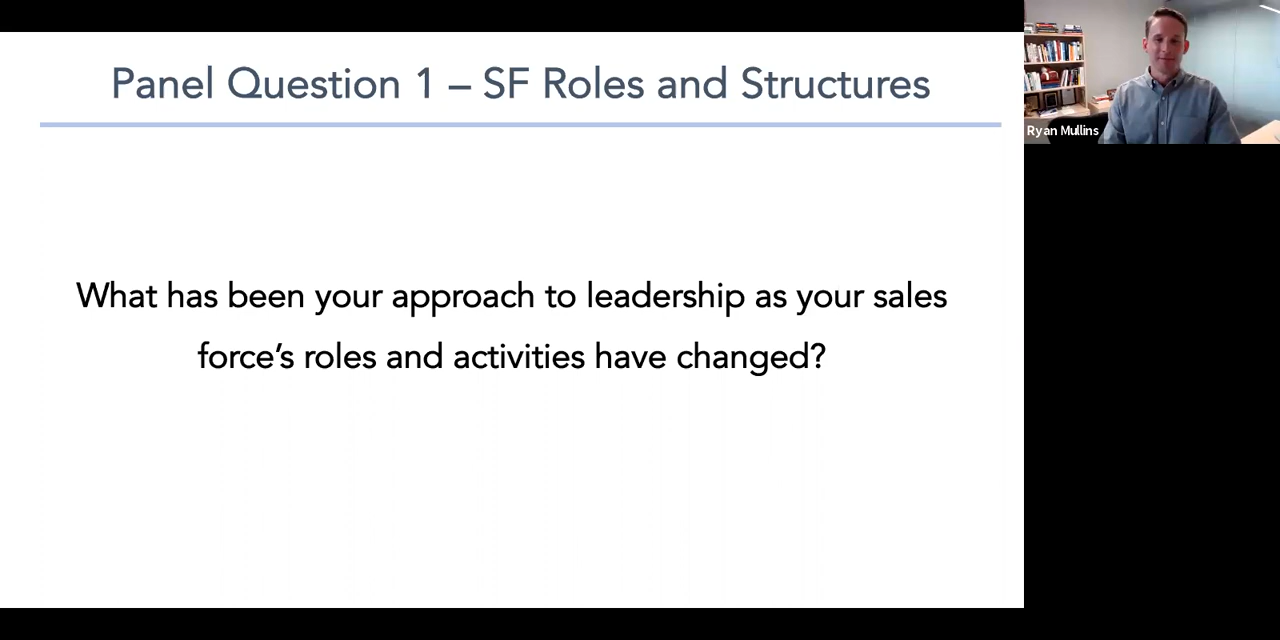 Panel Question 1 – SF Roles and Structures
Ryan Mullins
What has been your approach to leadership as your sales
force’s roles and activities have changed?